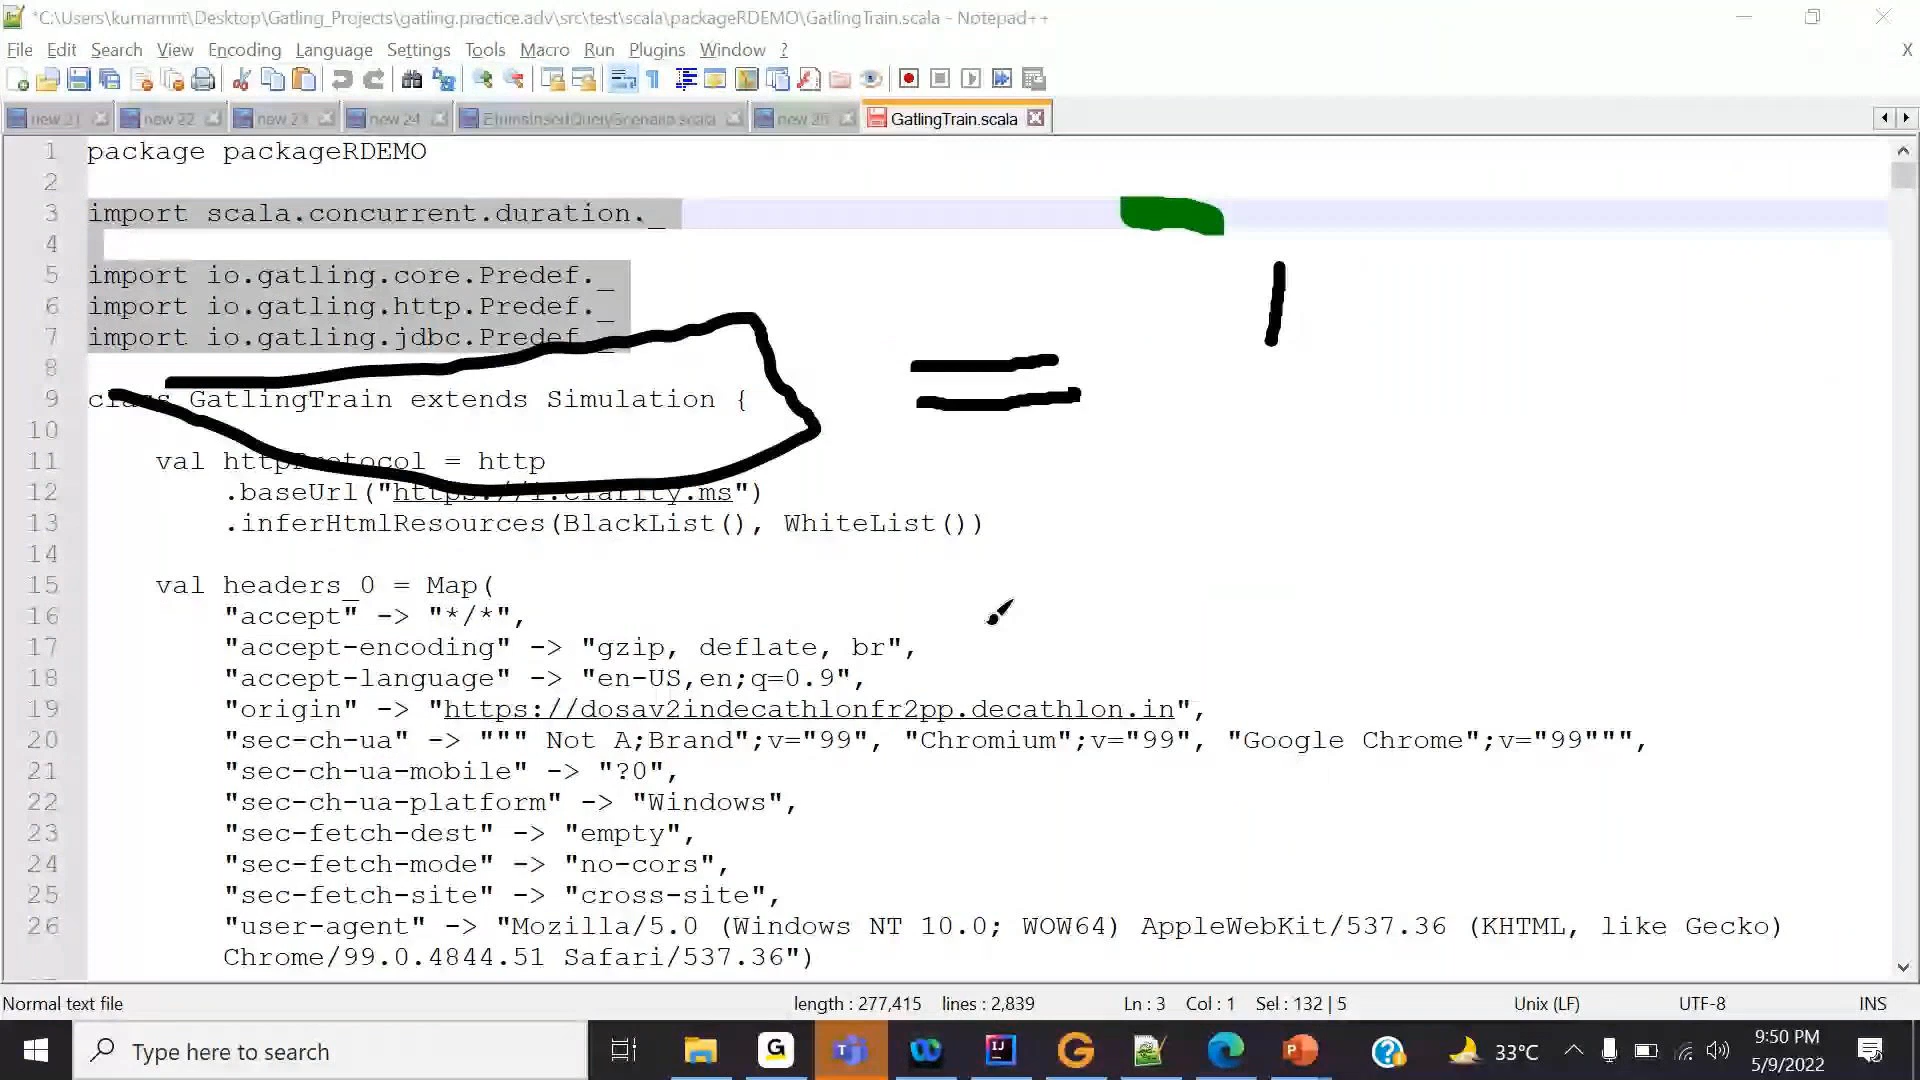 *C:\Users\kumamnt\Desktop\Gatling_Projects\gatling.practice.adv\src\test\scala\packageRDEMO\GatlingTrain.scala - Notepad++
File Edit Search View Encoding Language Settings Tools Macro Run Plugins Window ? X
new 21 new 22 new 23 new 24 new 25 GatlingTrain.scala
1 package packageRDEMO
2
3 import scala.concurrent.duration._
4
5 import io.gatling.core.Predef._
6 import io.gatling.http.Predef._
7 import io.gatling.jdbc.Predef._
8
9 class GatlingTrain extends Simulation {
10
11 val httpProtocol = http
12 .baseUrl("https://i.clarity.ms")
13 .inferHtmlResources(BlackList(), WhiteList())
14
15 val headers_0 = Map(
16 "accept" -> "*/*",
17 "accept-encoding" -> "gzip, deflate, br",
18 "accept-language" -> "en-US,en;q=0.9",
19 "origin" -> "https://dosav2indecathlonfr2pp.decathlon.in",
20 "sec-ch-ua" -> """ Not A;Brand";v="99", "Chromium";v="99", "Google Chrome";v="99""",
21 "sec-ch-ua-mobile" -> "?0",
22 "sec-ch-ua-platform" -> "Windows",
23 "sec-fetch-dest" -> "empty",
24 "sec-fetch-mode" -> "no-cors",
25 "sec-fetch-site" -> "cross-site",
26 "user-agent" -> "Mozilla/5.0 (Windows NT 10.0; WOW64) AppleWebKit/537.36 (KHTML, like Gecko)
Chrome/99.0.4844.51 Safari/537.36")
Normal text file length : 277,415 lines : 2,839 Ln : 3 Col : 1 Sel : 132 | 5 Unix (LF) UTF-8 INS
Type here to search 33°C 9:50 PM
5/9/2022